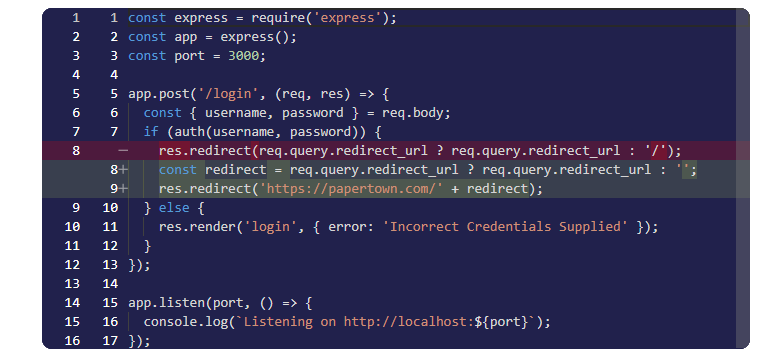 1 1 const express = require('express');
2 2 const app = express();
3 3 const port = 3000;
4 4
5 5 app.post('/login', (req, res) => {
6 6 const { username, password } = req.body;
7 7 if (auth(username, password)) {
8 − res.redirect(req.query.redirect_url ? req.query.redirect_url : '/');
8+ const redirect = req.query.redirect_url ? req.query.redirect_url : '';
9+ res.redirect('https://papertown.com/' + redirect);
9 10 } else {
10 11 res.render('login', { error: 'Incorrect Credentials Supplied' });
11 12 }
12 13 });
13 14
14 15 app.listen(port, () => {
15 16 console.log(`Listening on http://localhost:${port}`);
16 17 });